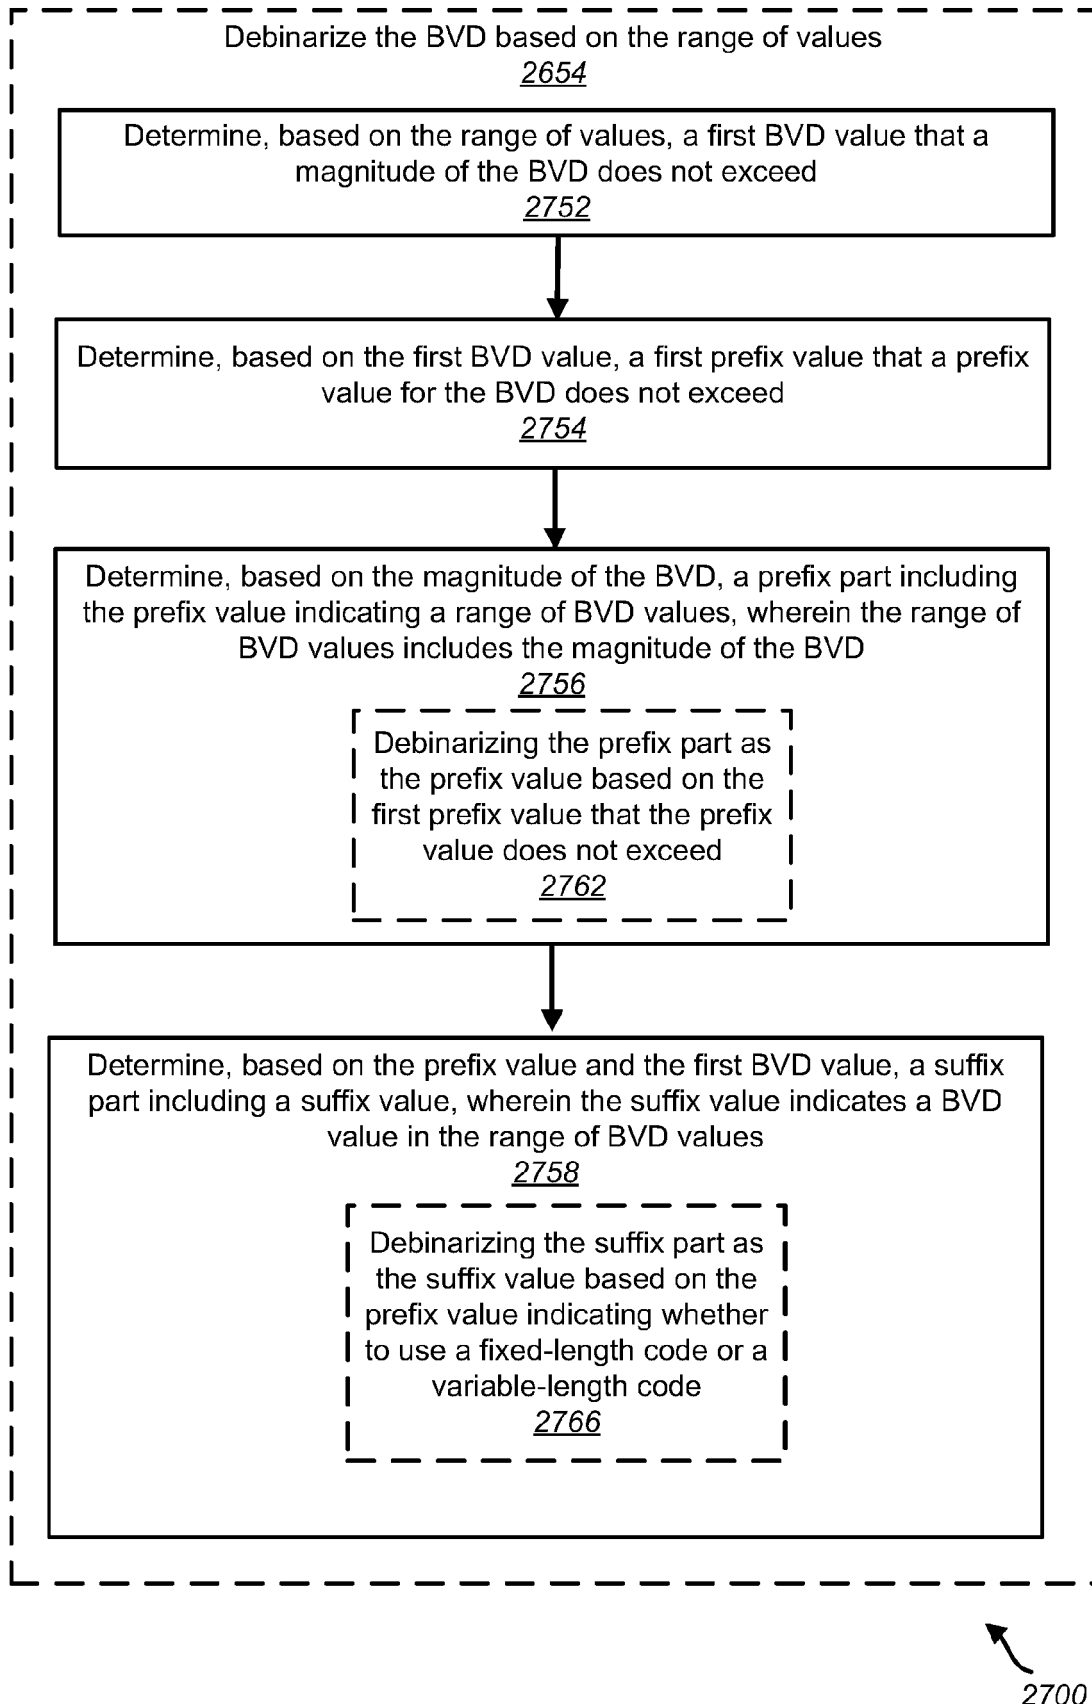 Debinarize the BVD based on the range of values
2654
Determine, based on the range of values, a first BVD value that a
magnitude of the BVD does not exceed
2752
Determine, based on the first BVD value, a first prefix value that a prefix
value for the BVD does not exceed
2754
Determine, based on the magnitude of the BVD, a prefix part including
the prefix value indicating a range of BVD values, wherein the range of
BVD values includes the magnitude of the BVD
2756
Debinarizing the prefix part as
the prefix value based on the
first prefix value that the prefix
value does not exceed
2762
Determine, based on the prefix value and the first BVD value, a suffix
part including a suffix value, wherein the suffix value indicates a BVD
value in the range of BVD values
2758
Debinarizing the suffix part as
the suffix value based on the
prefix value indicating whether
to use a fixed-length code or a
variable-length code
2766
2700